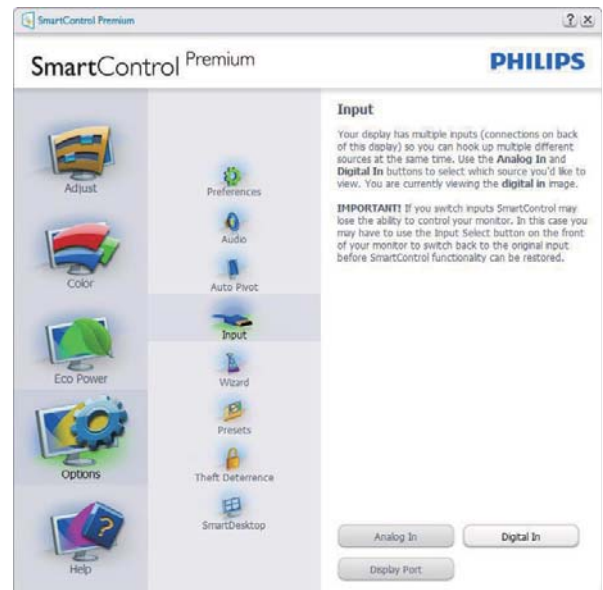 SmartControl Premium
SmartControl Premium
PHILIPS
Adjust
Color
Eco Power
Options
Help
Preferences
Audio
Auto Pivot
Input
Wizard
Presets
Theft Deterrence
SmartDesktop
Input
Your display has multiple inputs (connections on back
of this display) so you can hook up multiple different
sources at the same time. Use the Analog In and
Digital In buttons to select which source you'd like to
view. You are currently viewing the digital in image.
IMPORTANT! If you switch inputs SmartControl may
lose the ability to control your monitor. In this case you
may have to use the Input Select button on the front
of your monitor to switch back to the original input
before SmartControl functionality can be restored.
Analog In
Digital In
Display Port